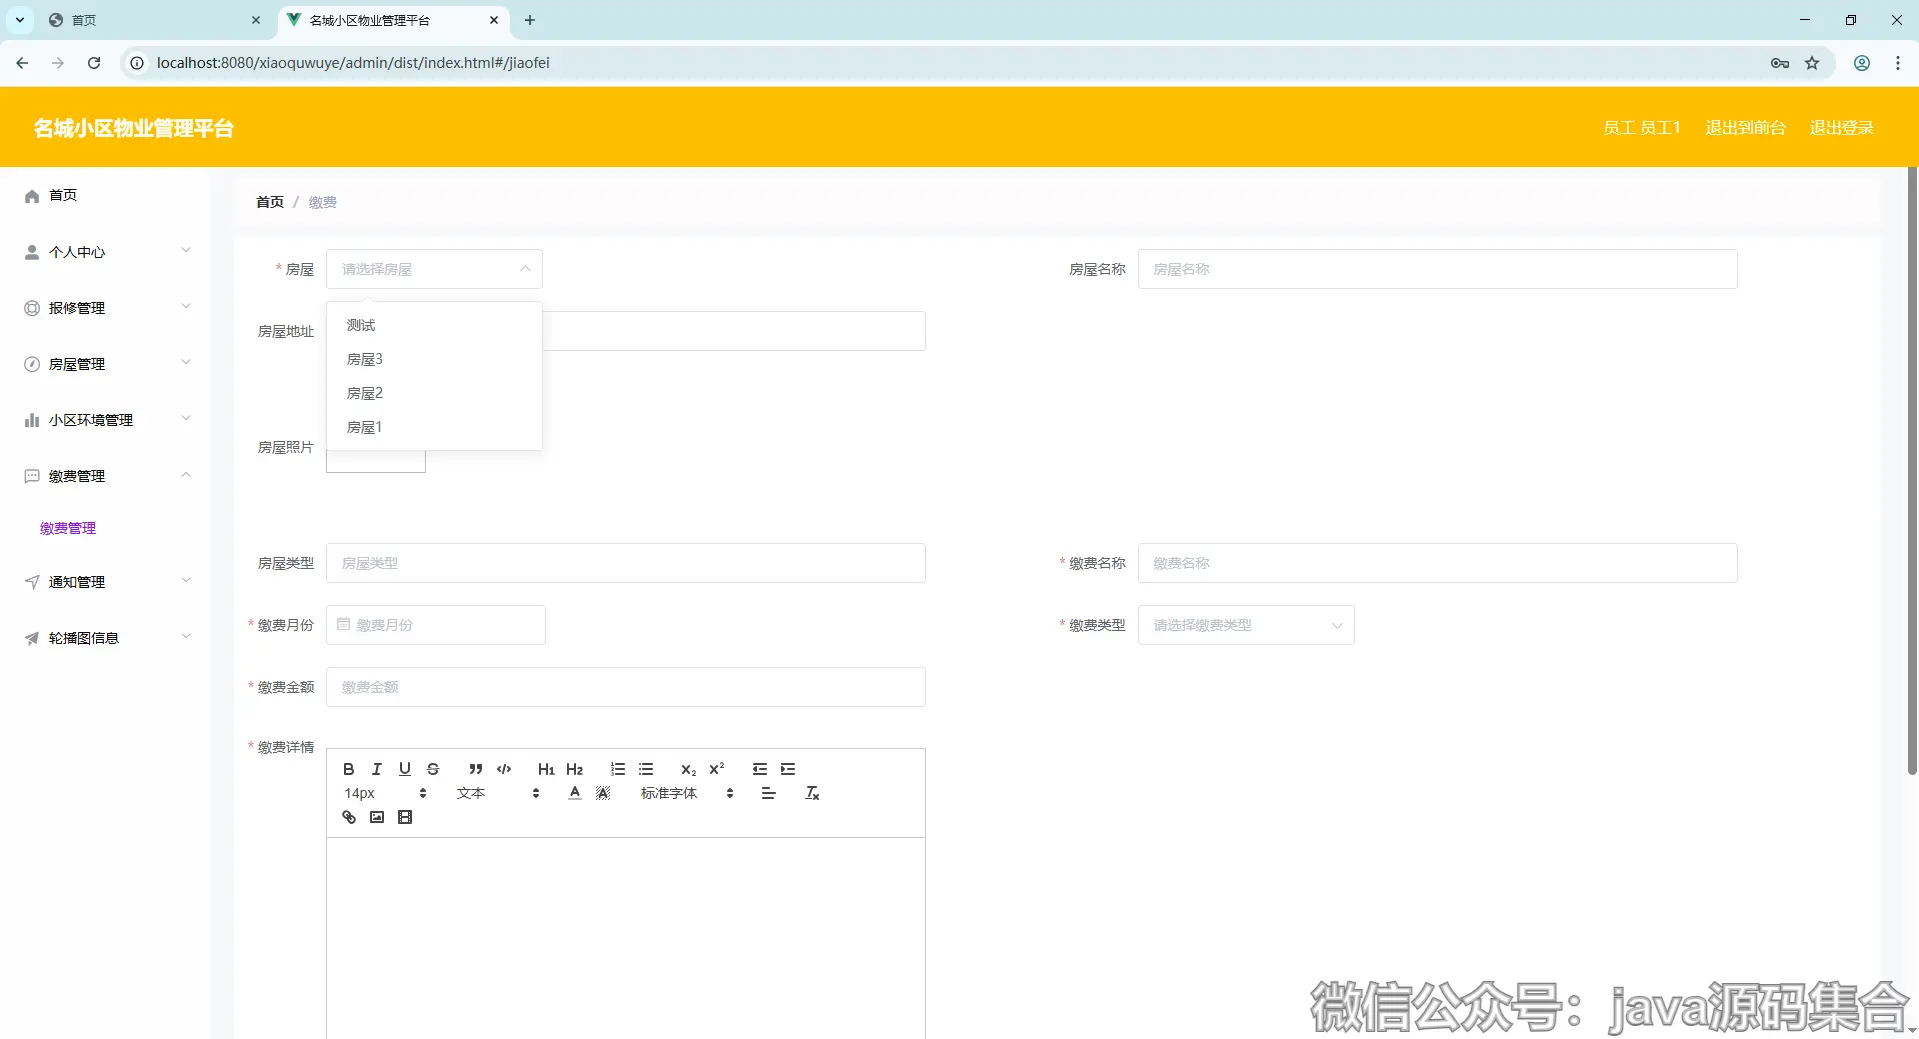 首页
名城小区物业管理平台
localhost:8080/xiaoquwuye/admin/dist/index.html#/jiaofei
名城小区物业管理平台
员工 员工1
退出到前台
退出登录
首页
个人中心
报修管理
房屋管理
小区环境管理
缴费管理
缴费管理
通知管理
轮播图信息
首页 / 缴费
* 房屋 请选择房屋
房屋名称 房屋名称
测试
房屋3
房屋2
房屋1
房屋地址
房屋照片
房屋类型 房屋类型
* 缴费名称 缴费名称
* 缴费月份 缴费月份
* 缴费类型 请选择缴费类型
* 缴费金额 缴费金额
* 缴费详情
B I U S H1 H2 x2 x2
14px 文本 A A 标准字体
微信公众号：java源码集合